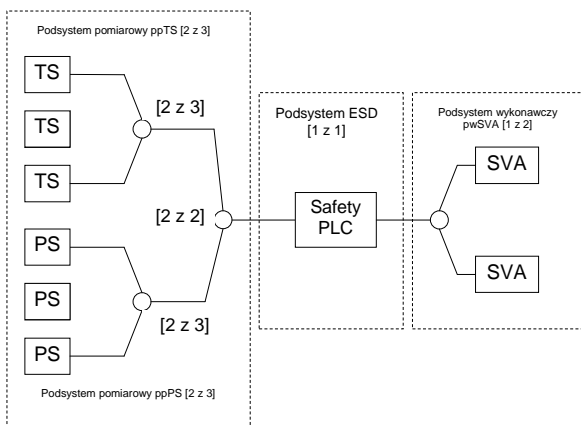 Podsystem pomiarowy ppTS [2 z 3]
TS
TS
TS
[2 z 3]
[2 z 2]
PS
PS
PS
[2 z 3]
Podsystem pomiarowy ppPS [2 z 3]
Podsystem ESD
[1 z 1]
Safety
PLC
Podsystem wykonawczy
pwSVA [1 z 2]
SVA
SVA